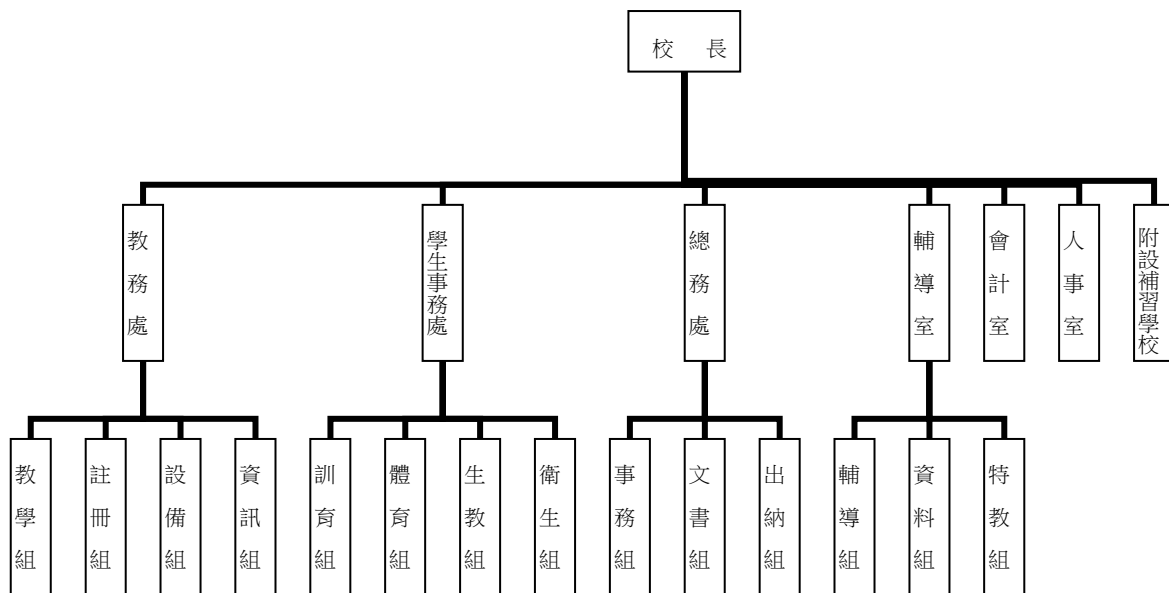 校 長
教務處
學生事務處
總務處
輔導室
會計室
人事室
附設補習學校
教學組
註冊組
設備組
資訊組
訓育組
體育組
生教組
衛生組
事務組
文書組
出納組
輔導組
資料組
特教組